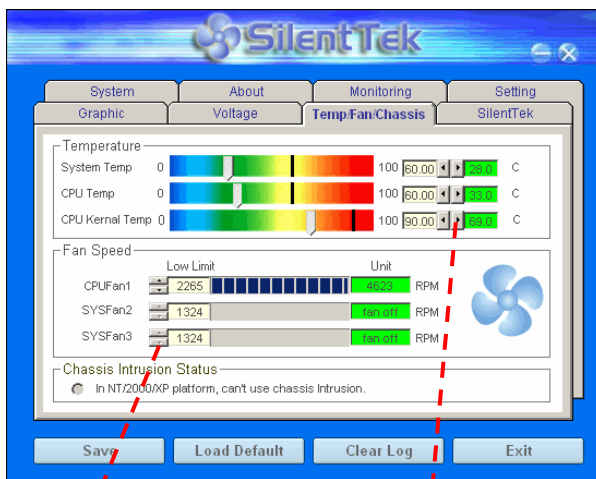 SilentTek
System About Monitoring Setting
Graphic Voltage Temp/Fan/Chassis SilentTek
Temperature
System Temp 0 100 60.00 28.0 C
CPU Temp 0 100 60.00 33.0 C
CPU Kernal Temp 0 100 90.00 69.0 C
Fan Speed
Low Limit Unit
CPUFan1 2265 4623 RPM
SYSFan2 1324 fan off RPM
SYSFan3 1324 fan off RPM
Chassis Intrusion Status
In NT/2000/XP platform, can't use chassis Intrusion.
Save Load Default Clear Log Exit